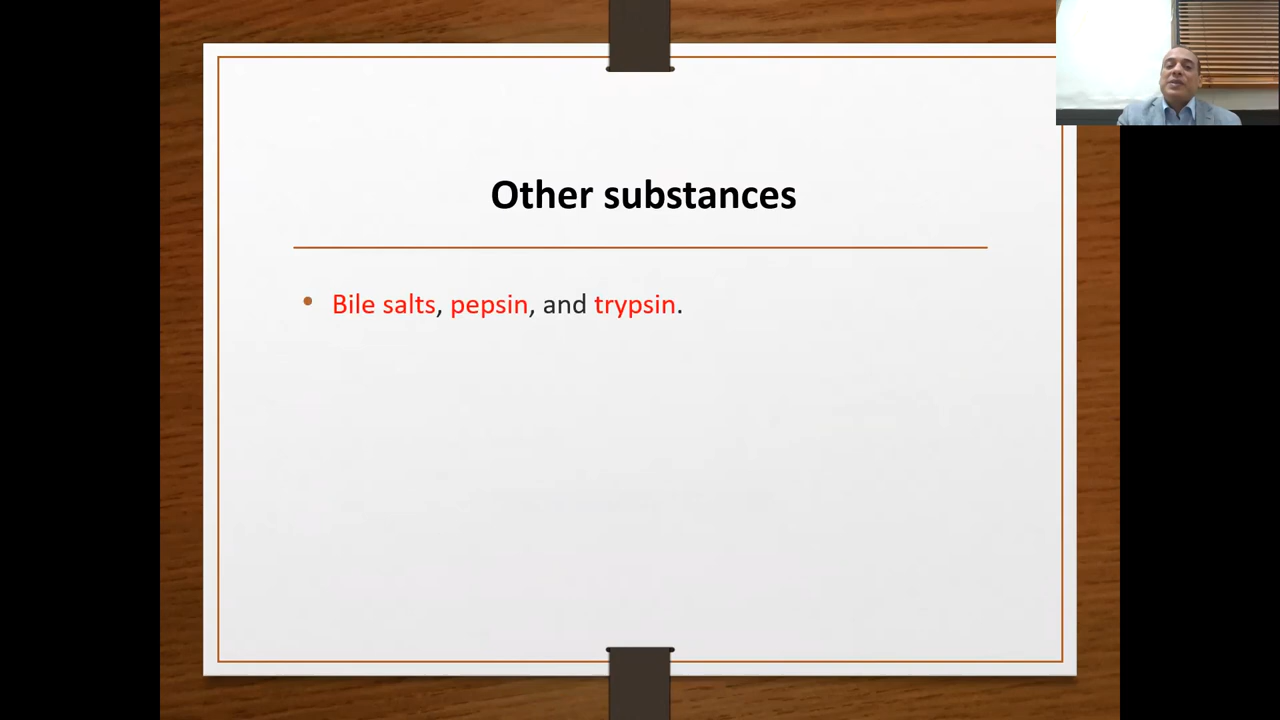 Other substances
• Bile salts, pepsin, and trypsin.